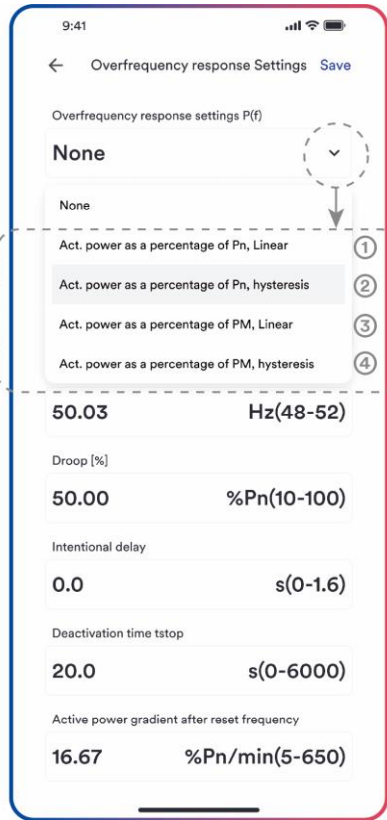 9:41
Overfrequency response Settings Save
Overfrequency response settings P(f)
None
None
Act. power as a percentage of Pn, Linear ①
Act. power as a percentage of Pn, hysteresis ②
Act. power as a percentage of PM, Linear ③
Act. power as a percentage of PM, hysteresis ④
50.03 Hz(48-52)
Droop [%]
50.00 %Pn(10-100)
Intentional delay
0.0 s(0-1.6)
Deactivation time tstop
20.0 s(0-6000)
Active power gradient after reset frequency
16.67 %Pn/min(5-650)